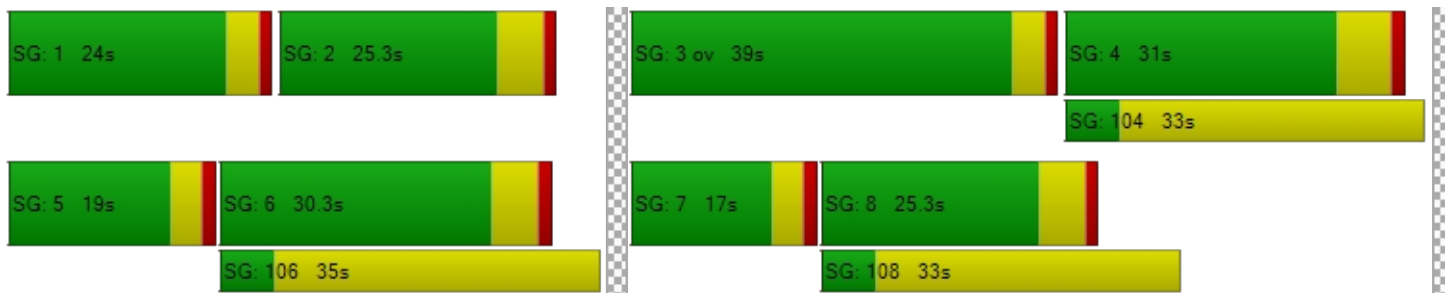 SG: 1 24s
SG: 2 25.3s
SG: 3 ov 39s
SG: 4 31s
SG: 104 33s
SG: 5 19s
SG: 6 30.3s
SG: 7 17s
SG: 8 25.3s
SG: 106 35s
SG: 108 33s